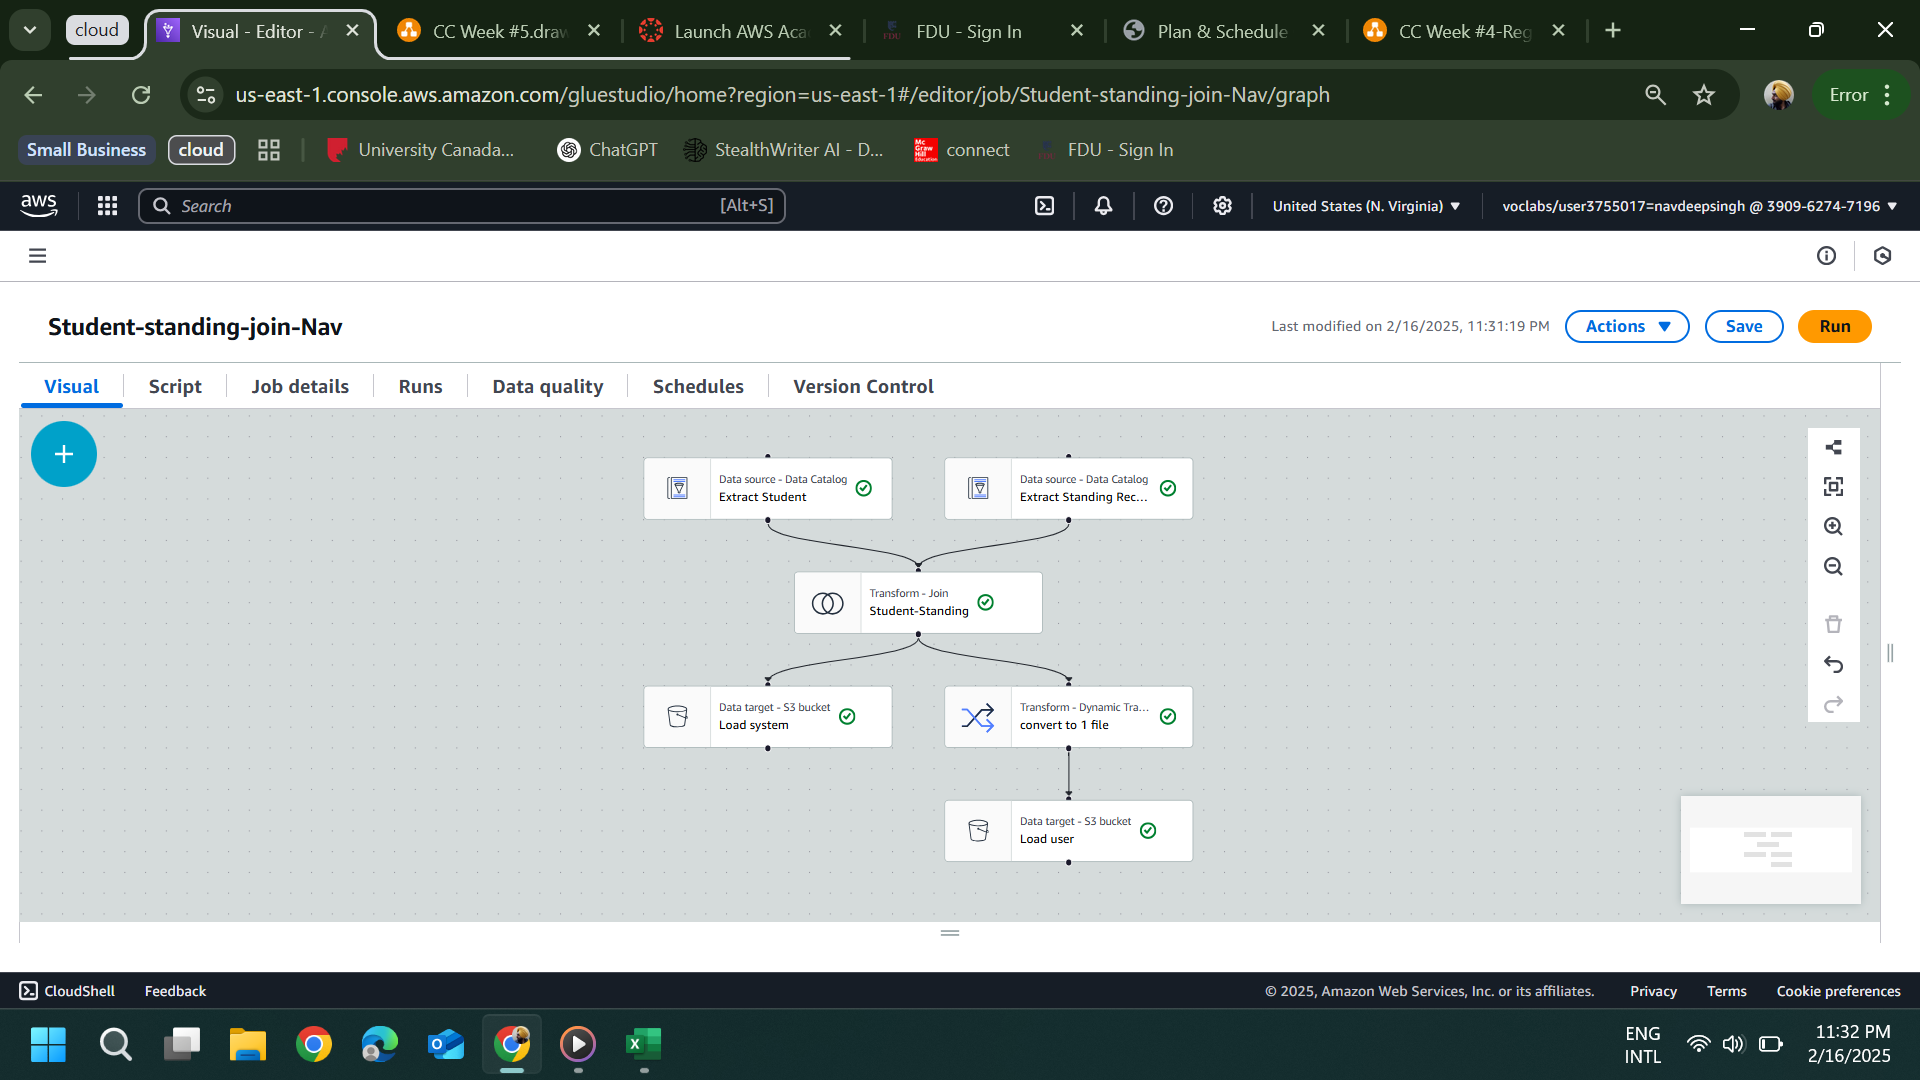 cloud
Visual - Editor - A
CC Week #5.draw
Launch AWS Aca
FDU - Sign In
Plan & Schedule
CC Week #4-Reg
us-east-1.console.aws.amazon.com/gluestudio/home?region=us-east-1#/editor/job/Student-standing-join-Nav/graph
Error
Small Business
cloud
University Canada...
ChatGPT
StealthWriter AI - D...
connect
FDU - Sign In
aws
Search
[Alt+S]
United States (N. Virginia)
voclabs/user3755017=navdeepsingh @ 3909-6274-7196
Student-standing-join-Nav
Last modified on 2/16/2025, 11:31:19 PM
Actions
Save
Run
Visual
Script
Job details
Runs
Data quality
Schedules
Version Control
Data source - Data Catalog
Extract Student
Data source - Data Catalog
Extract Standing Rec...
Transform - Join
Student-Standing
Data target - S3 bucket
Load system
Transform - Dynamic Tra...
convert to 1 file
Data target - S3 bucket
Load user
CloudShell
Feedback
© 2025, Amazon Web Services, Inc. or its affiliates.
Privacy
Terms
Cookie preferences
ENG
INTL
11:32 PM
2/16/2025